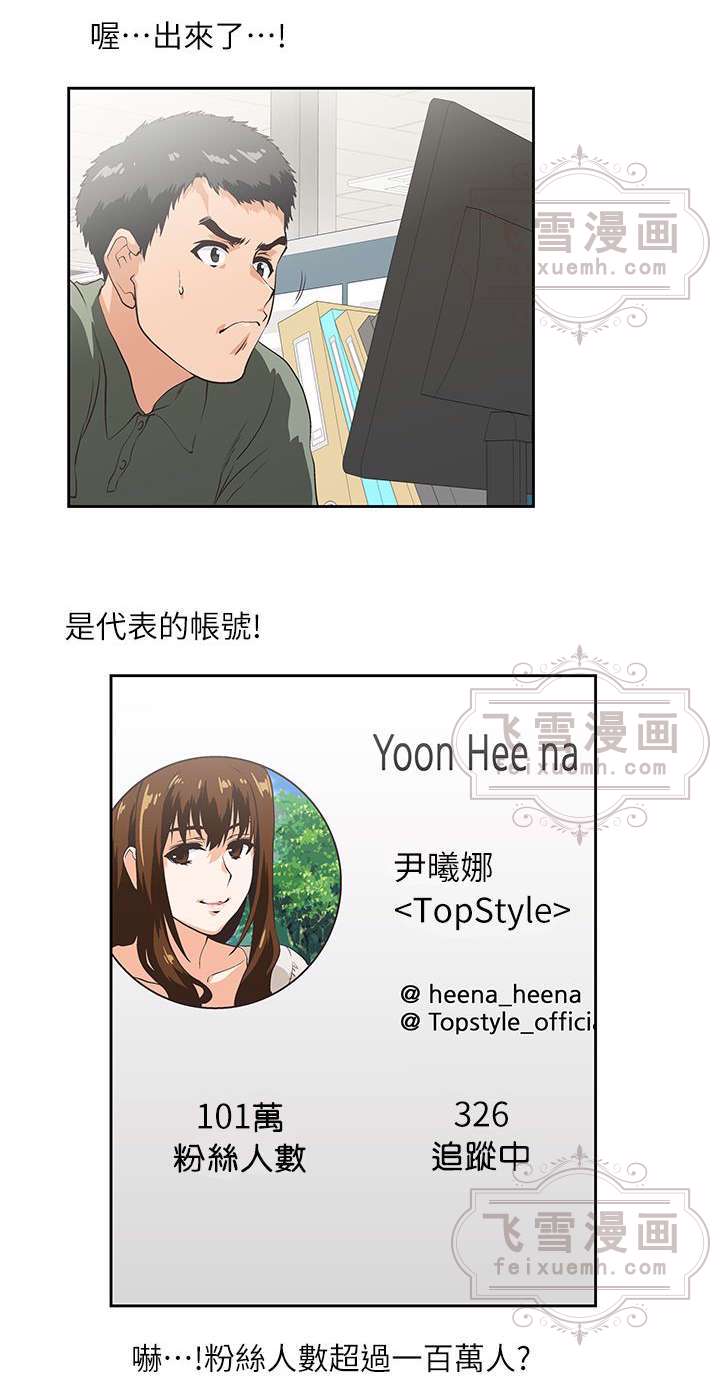 喔⋯出來了⋯!
飞雪漫画
feixuemh.com
是代表的帳號!
飞雪漫画
feixuemh.com
Yoon Hee na
尹曦娜
<TopStyle>
@ heena_heena
@ Topstyle_officia
101萬
粉絲人數
326
追蹤中
飞雪漫画
feixuemh.com
嚇⋯!粉絲人數超過一百萬人?